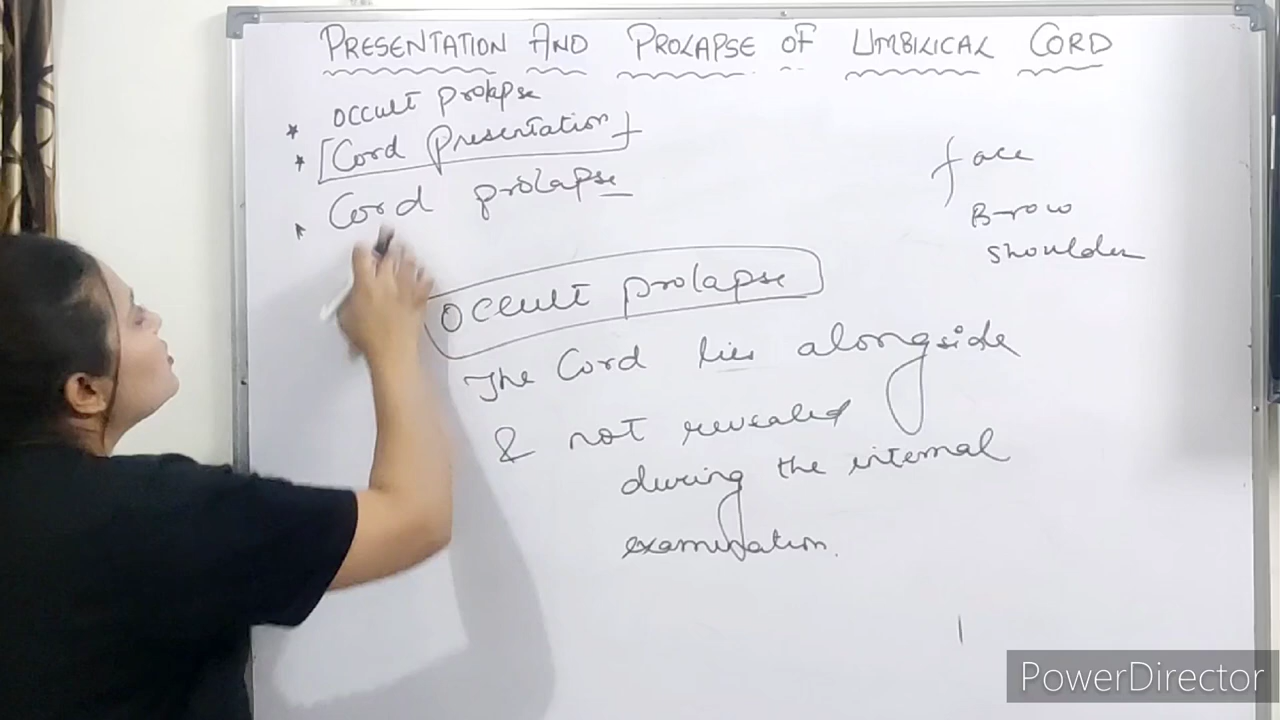 PRESENTATION AND PROLAPSE OF UMBILICAL CORD
* occult prolapse
* [Cord Presentation]
* Cord prolapse
face
Brow
shoulder
occult prolapse
The Cord lies alongside
& not revealed
during the internal
examination.
PowerDirector